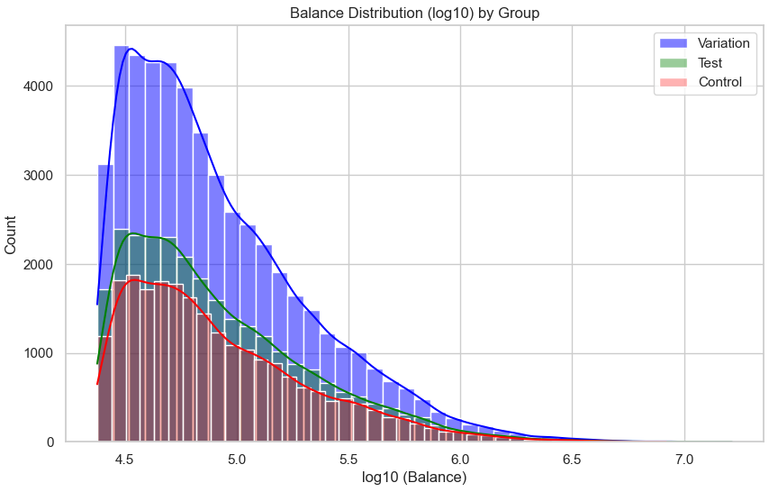 Balance Distribution (log10) by Group
Variation
Test
Control
Count
4000
3000
2000
1000
0
4.5 5.0 5.5 6.0 6.5 7.0
log10 (Balance)